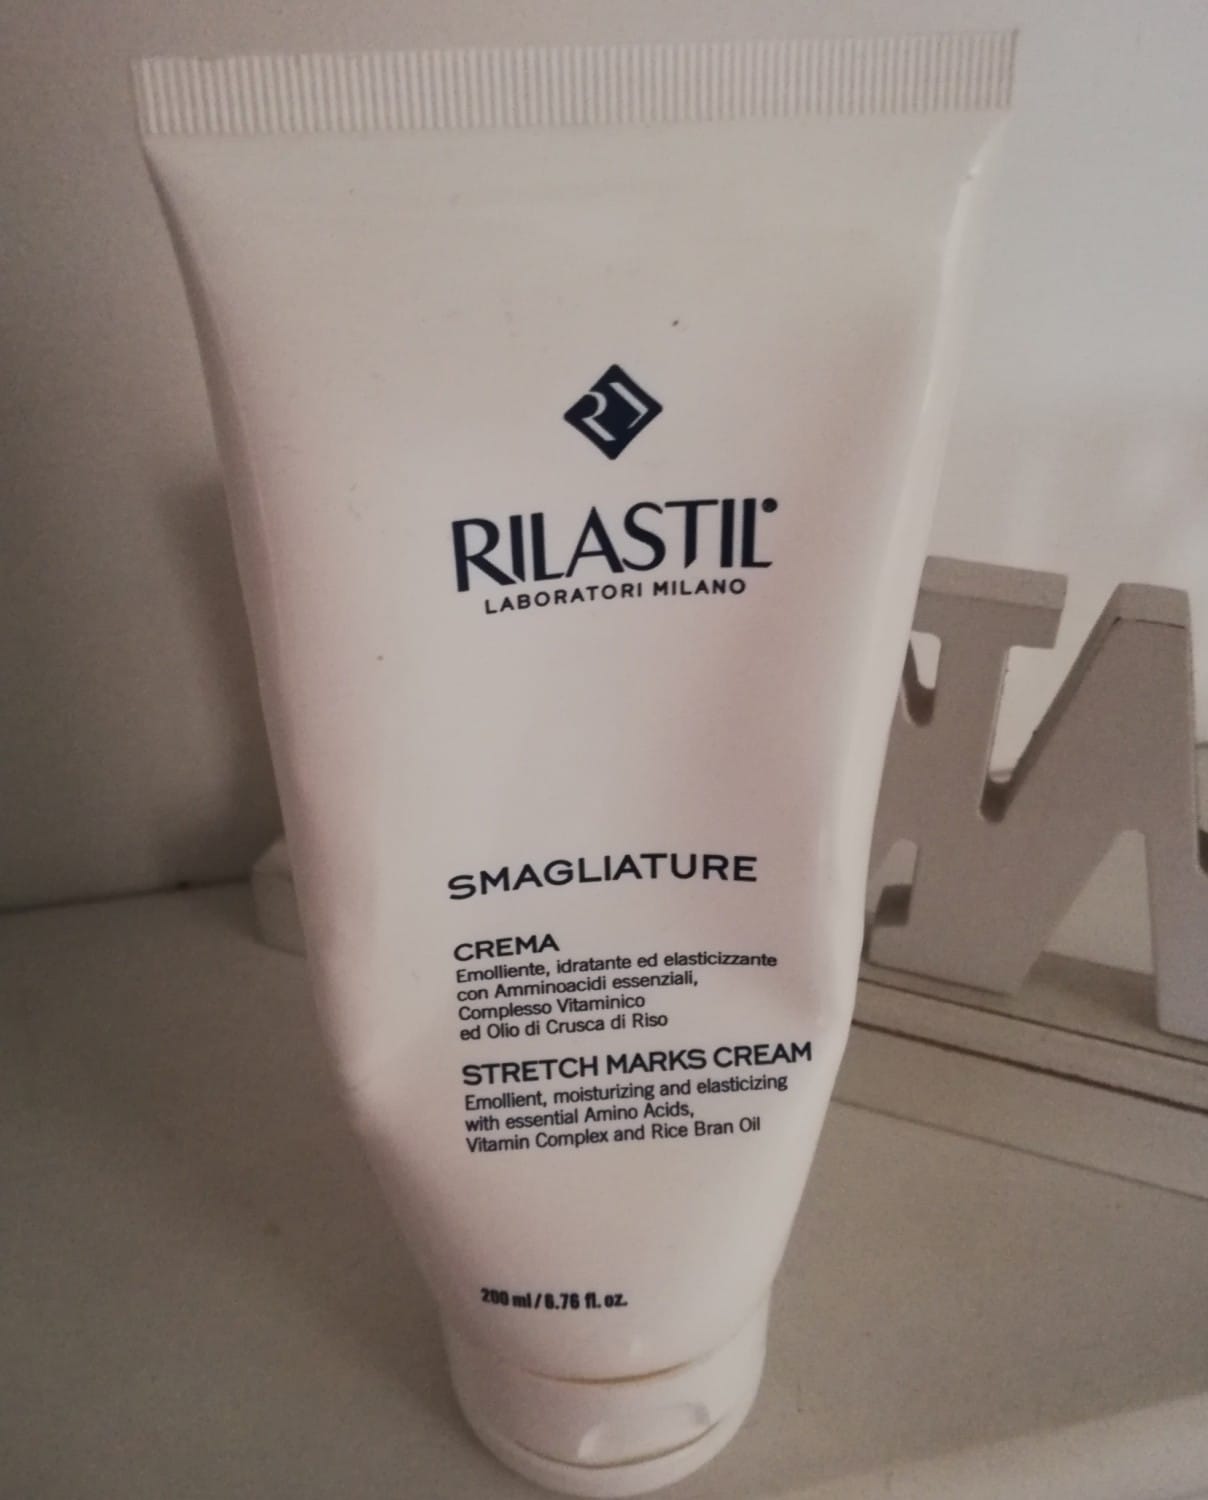 RILASTIL
LABORATORI MILANO
SMAGLIATURE
CREMA
Emolliente, idratante ed elasticizzante
con Amminoacidi essenziali,
Complesso Vitaminico
ed Olio di Crusca di Riso
STRETCH MARKS CREAM
Emollient, moisturizing and elasticizing
with essential Amino Acids,
Vitamin Complex and Rice Bran Oil
200 ml / 6.76 fl. oz.